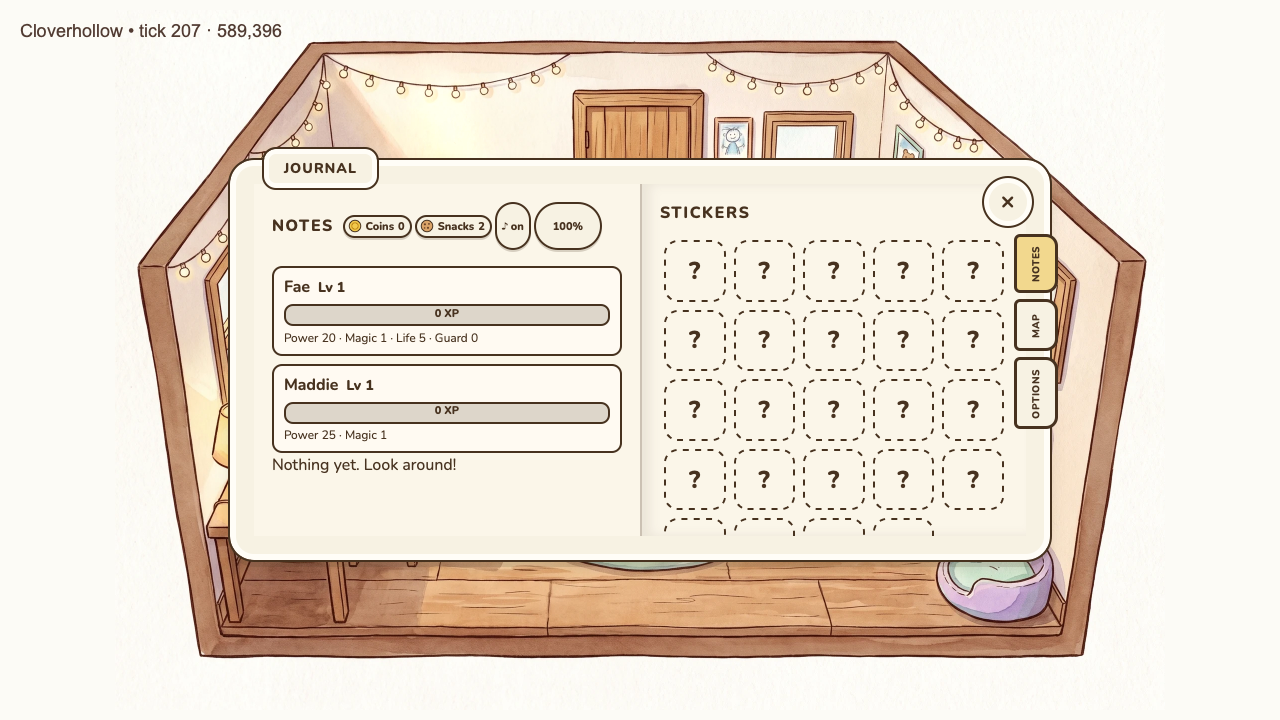 Cloverhollow • tick 207 · 589,396
JOURNAL
NOTES
Coins 0
Snacks 2
♪ on
100%
Fae Lv 1
0 XP
Power 20 · Magic 1 · Life 5 · Guard 0
Maddie Lv 1
0 XP
Power 25 · Magic 1
Nothing yet. Look around!
STICKERS
×
? ? ? ? ?
? ? ? ? ?
? ? ? ? ?
? ? ? ? ?
NOTES
MAP
OPTIONS